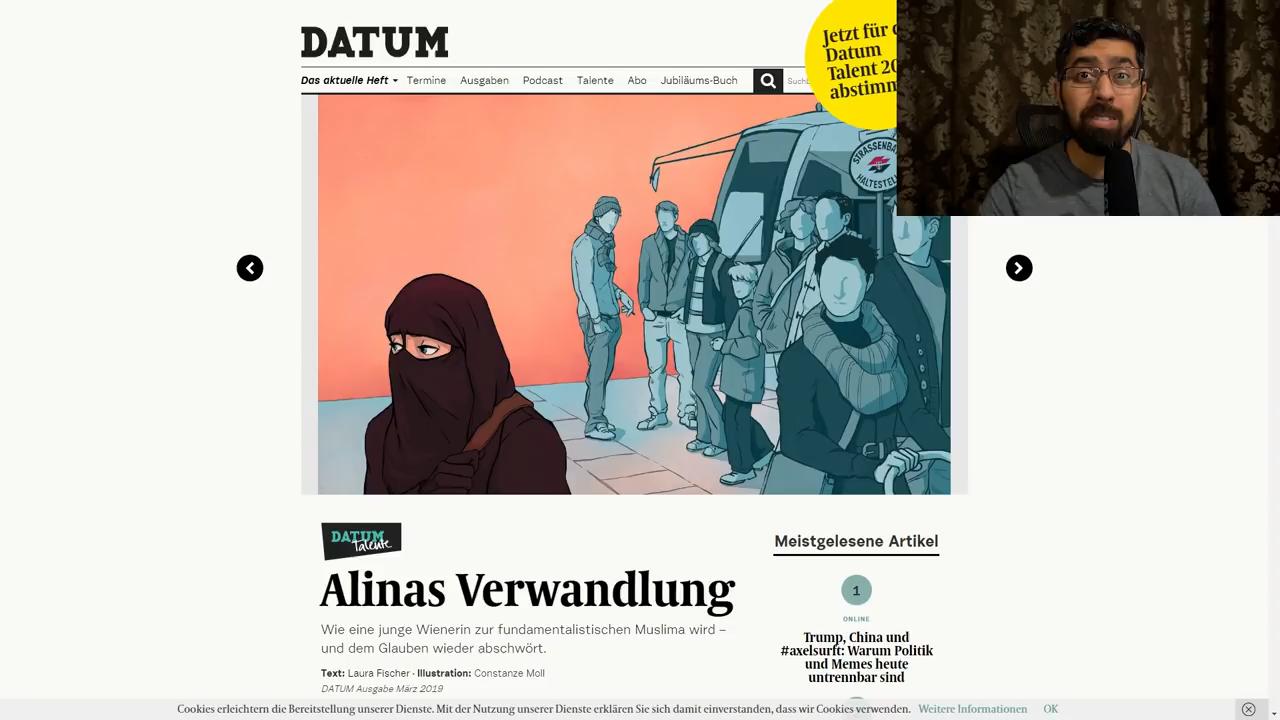 DATUM
Jetzt für
Datum
Talent
Das aktuelle Heft Termine Ausgaben Podcast Talente Abo Jubiläums-Buch
HALTESTEL
DATUM
Talente
Alinas Verwandlung
Wie eine junge Wienerin zur fundamentalistischen Muslima wird –
und dem Glauben wieder abschwört.
Text: Laura Fischer · Illustration: Constanze Moll
DATUM Ausgabe März 2019
Meistgelesene Artikel
1
ONLINE
Trump, China und
#axelsurft: Warum Politik
und Memes heute
untrennbar sind
Cookies erleichtern die Bereitstellung unserer Dienste. Mit der Nutzung unserer Dienste erklären Sie sich damit einverstanden, dass wir Cookies verwenden. Weitere Informationen OK